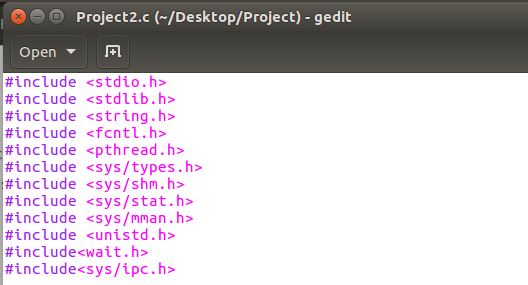 Project2.c (~/Desktop/Project) - gedit
Open
#include <stdio.h>
#include <stdlib.h>
#include <string.h>
#include <fcntl.h>
#include <pthread.h>
#include <sys/types.h>
#include <sys/shm.h>
#include <sys/stat.h>
#include <sys/mman.h>
#include <unistd.h>
#include<wait.h>
#include<sys/ipc.h>